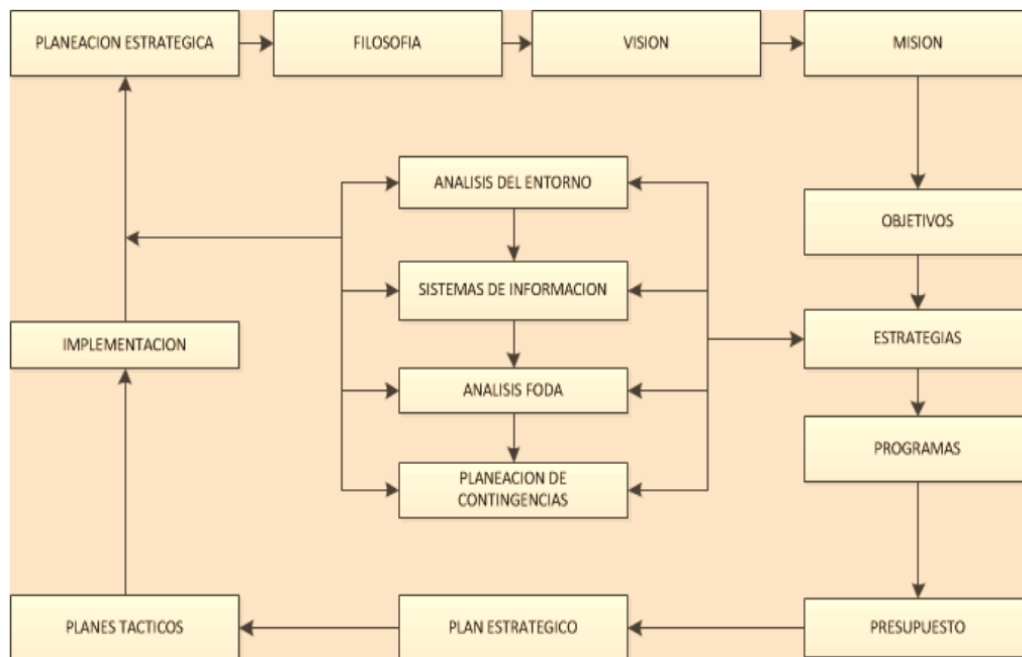 PLANEACION ESTRATEGICA
FILOSOFIA
VISION
MISION
ANALISIS DEL ENTORNO
OBJETIVOS
SISTEMAS DE INFORMACION
IMPLEMENTACION
ESTRATEGIAS
ANALISIS FODA
PROGRAMAS
PLANEACION DE
CONTINGENCIAS
PLANES TACTICOS
PLAN ESTRATEGICO
PRESUPUESTO